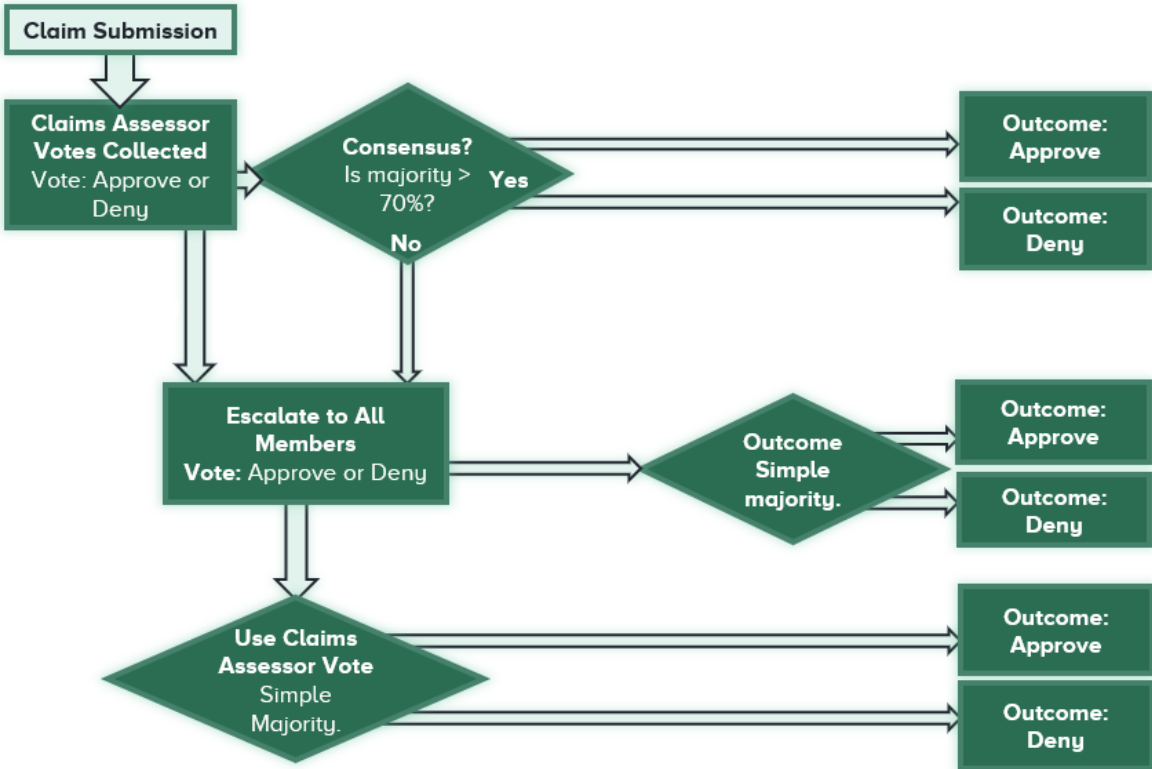 Claim Submission
Claims Assessor
Votes Collected
Vote: Approve or
Deny
Consensus?
Is majority >
70%?
Yes
No
Outcome:
Approve
Outcome:
Deny
Escalate to All
Members
Vote: Approve or Deny
Outcome
Simple
majority.
Outcome:
Approve
Outcome:
Deny
Use Claims
Assessor Vote
Simple
Majority.
Outcome:
Approve
Outcome:
Deny